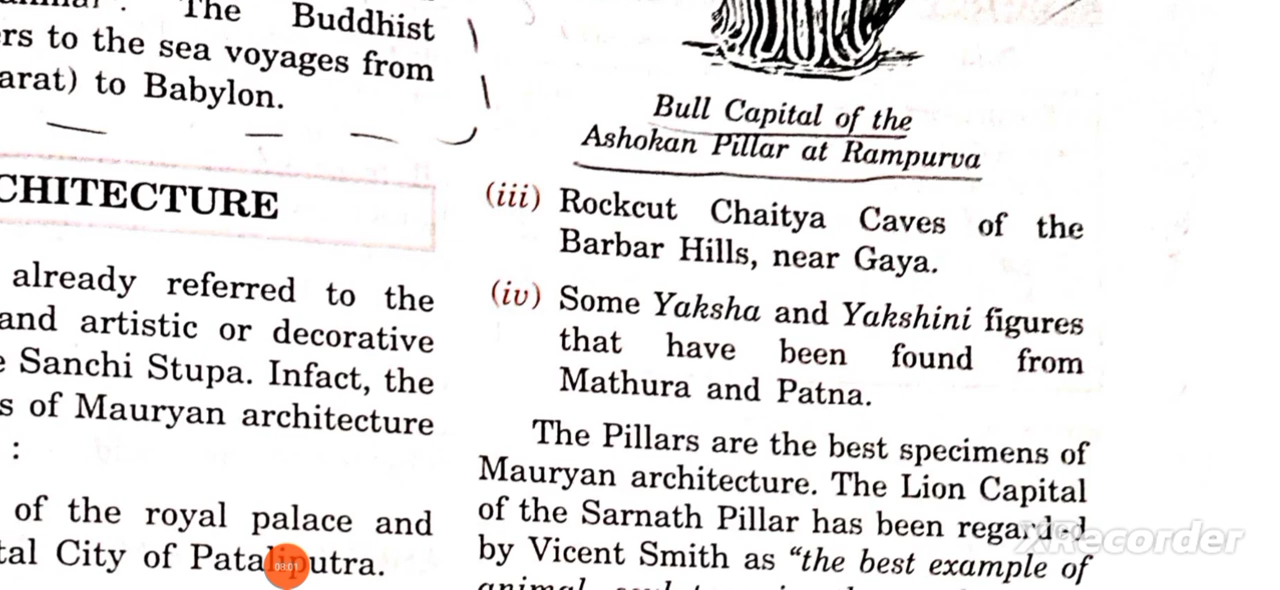 The Buddhist
to the sea voyages from
to Babylon.
already referred to the
and artistic or decorative
Sanchi Stupa. Infact, the
of Mauryan architecture
:
of the royal palace and
City of Pataliputra.
08:01
Bull Capital of the
Ashokan Pillar at Rampurva
(iii) Rockcut Chaitya Caves of the
Barbar Hills, near Gaya.
(iv) Some Yaksha and Yakshini figures
that have been found from
Mathura and Patna.
The Pillars are the best specimens of
Mauryan architecture. The Lion Capital
of the Sarnath Pillar has been regarded
by Vicent Smith as “the best example of
XRecorder